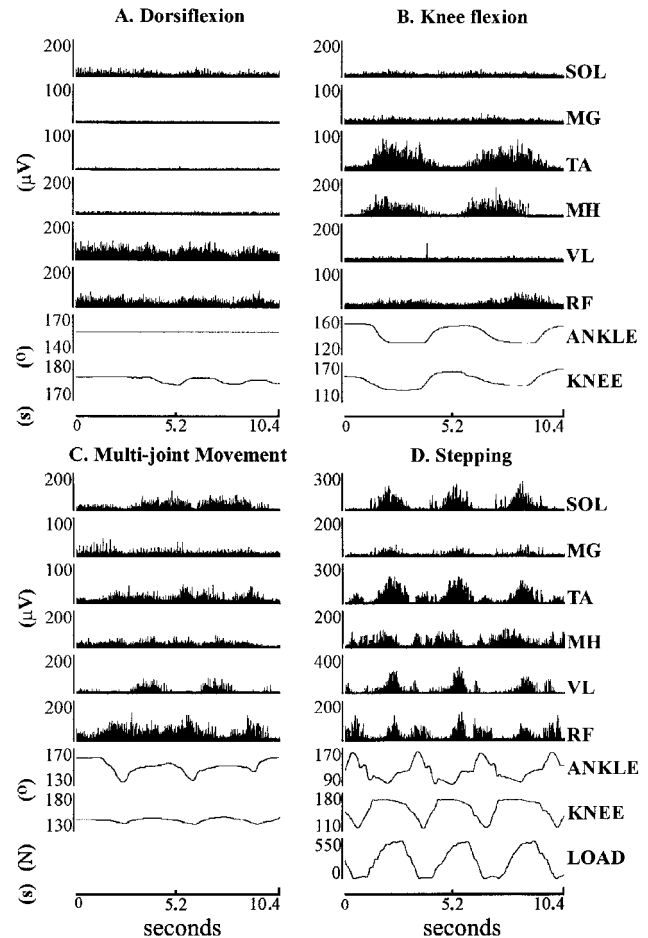 A. Dorsiflexion
B. Knee flexion
200
200
SOL
100
100
MG
100
100
TA
(μV)
200
200
MH
200
200
VL
200
100
RF
170
140
160
120
ANKLE
(º)
180
170
170
110
KNEE
(s)
0 5.2 10.4
0 5.2 10.4
C. Multi-joint Movement
D. Stepping
200
300
SOL
100
200
MG
100
300
TA
(μV)
200
200
MH
200
400
VL
200
200
RF
170
130
170
90
ANKLE
(º)
180
130
180
110
KNEE
(N)
550
0
LOAD
(s)
0 5.2 10.4
0 5.2 10.4
seconds
seconds